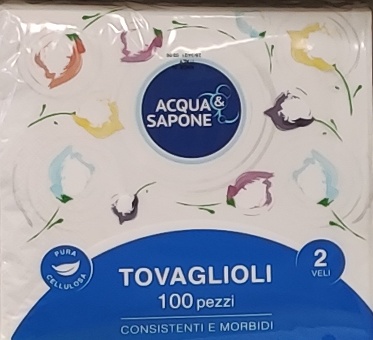 ACQUA &
SAPONE
PURA
CELLULOSA
2
VELI
TOVAGLIOLI
100 pezzi
CONSISTENTI E MORBIDI